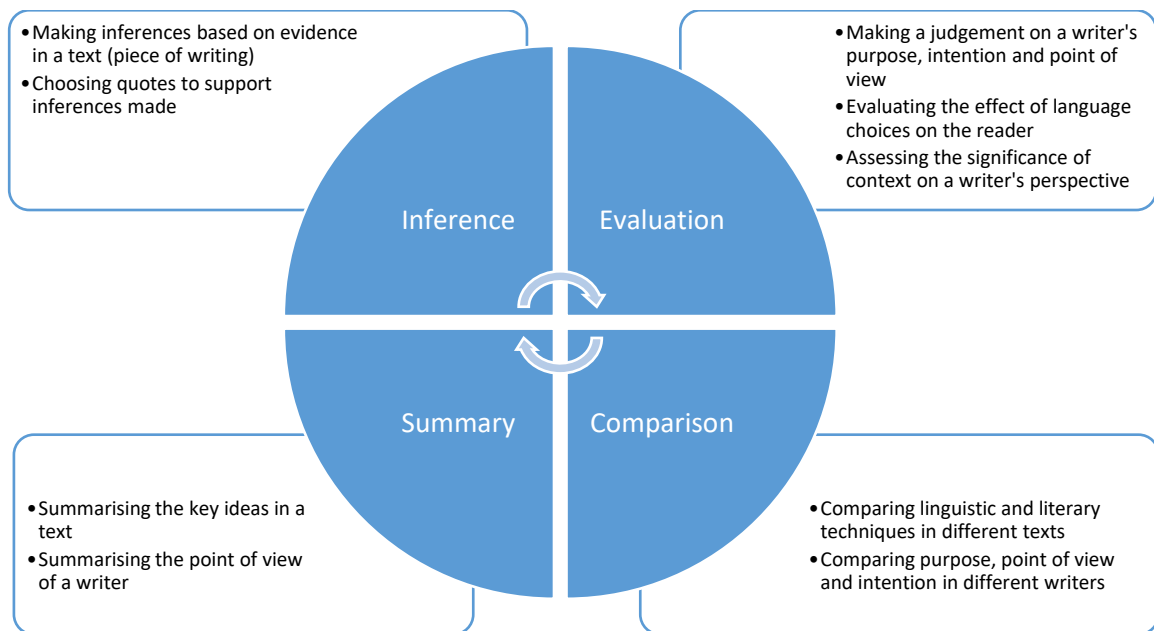 •Making inferences based on evidence
in a text (piece of writing)
•Choosing quotes to support
inferences made
•Making a judgement on a writer's
purpose, intention and point of
view
•Evaluating the effect of language
choices on the reader
•Assessing the significance of
context on a writer's perspective
Inference
Evaluation
Summary
Comparison
•Summarising the key ideas in a
text
•Summarising the point of view
of a writer
•Comparing linguistic and literary
techniques in different texts
•Comparing purpose, point of view
and intention in different writers